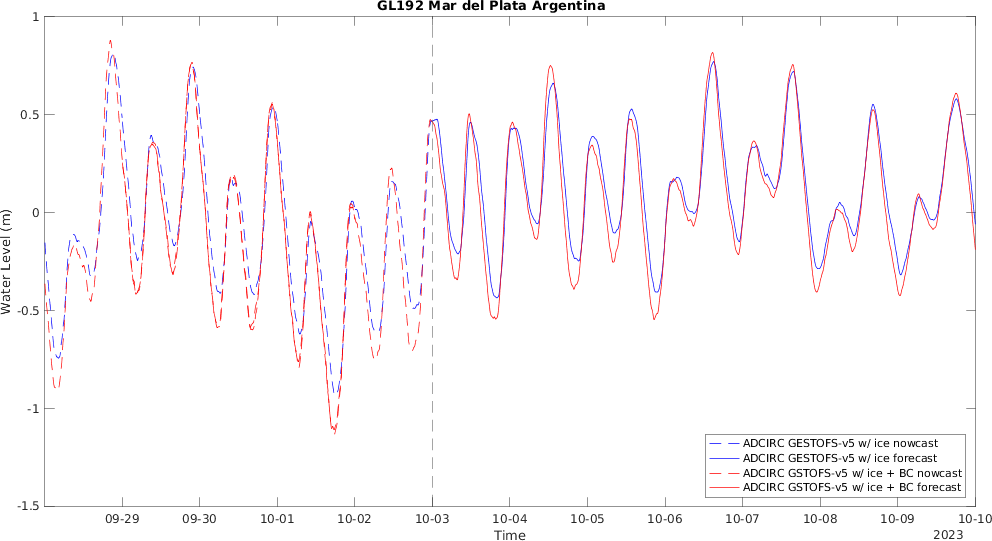 GL192 Mar del Plata Argentina
1
0.5
0
-0.5
-1
-1.5
Water Level (m)
09-29 09-30 10-01 10-02 10-03 10-04 10-05 10-06 10-07 10-08 10-09 10-10
Time
2023
ADCIRC GESTOFS-v5 w/ ice nowcast
ADCIRC GESTOFS-v5 w/ ice forecast
ADCIRC GSTOFS-v5 w/ ice + BC nowcast
ADCIRC GSTOFS-v5 w/ ice + BC forecast